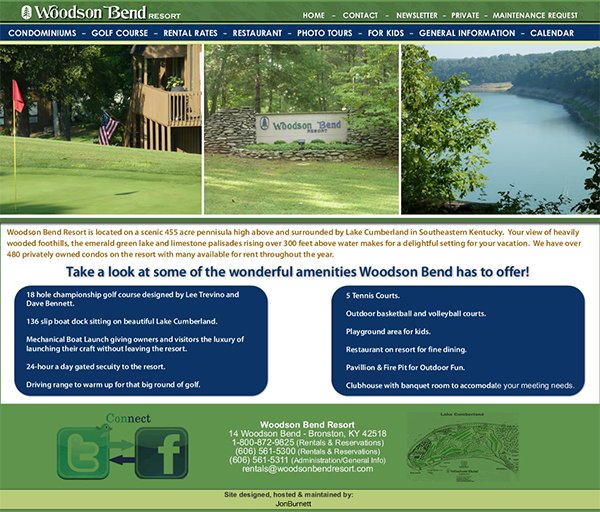 Woodson Bend RESORT
HOME – CONTACT – NEWSLETTER – PRIVATE – MAINTENANCE REQUEST
CONDOMINIUMS – GOLF COURSE – RENTAL RATES – RESTAURANT – PHOTO TOURS – FOR KIDS – GENERAL INFORMATION – CALENDAR
Woodson Bend
RESORT
Woodson Bend Resort is located on a scenic 455 acre pennisula high above and surrounded by Lake Cumberland in Southeastern Kentucky. Your view of heavily
wooded foothills, the emerald green lake and limestone palisades rising over 300 feet above water makes for a delightful setting for your vacation. We have over
480 privately owned condos on the resort with many available for rent throughout the year.
Take a look at some of the wonderful amenities Woodson Bend has to offer!
18 hole championship golf course designed by Lee Trevino and
Dave Bennett.
136 slip boat dock sitting on beautiful Lake Cumberland.
Mechanical Boat Launch giving owners and visitors the luxury of
launching their craft without leaving the resort.
24-hour a day gated secuity to the resort.
Driving range to warm up for that big round of golf.
5 Tennis Courts.
Outdoor basketball and volleyball courts.
Playground area for kids.
Restaurant on resort for fine dining.
Pavillion & Fire Pit for Outdoor Fun.
Clubhouse with banquet room to accomodate your meeting needs.
Connect
t
f
Woodson Bend Resort
14 Woodson Bend - Bronston, KY 42518
1-800-872-9825 (Rentals & Reservations)
(606) 561-5300 (Rentals & Reservations)
(606) 561-5311 (Administration/General Info)
rentals@woodsonbendresort.com
Lake Cumberland
Site designed, hosted & maintained by:
JonBurnett